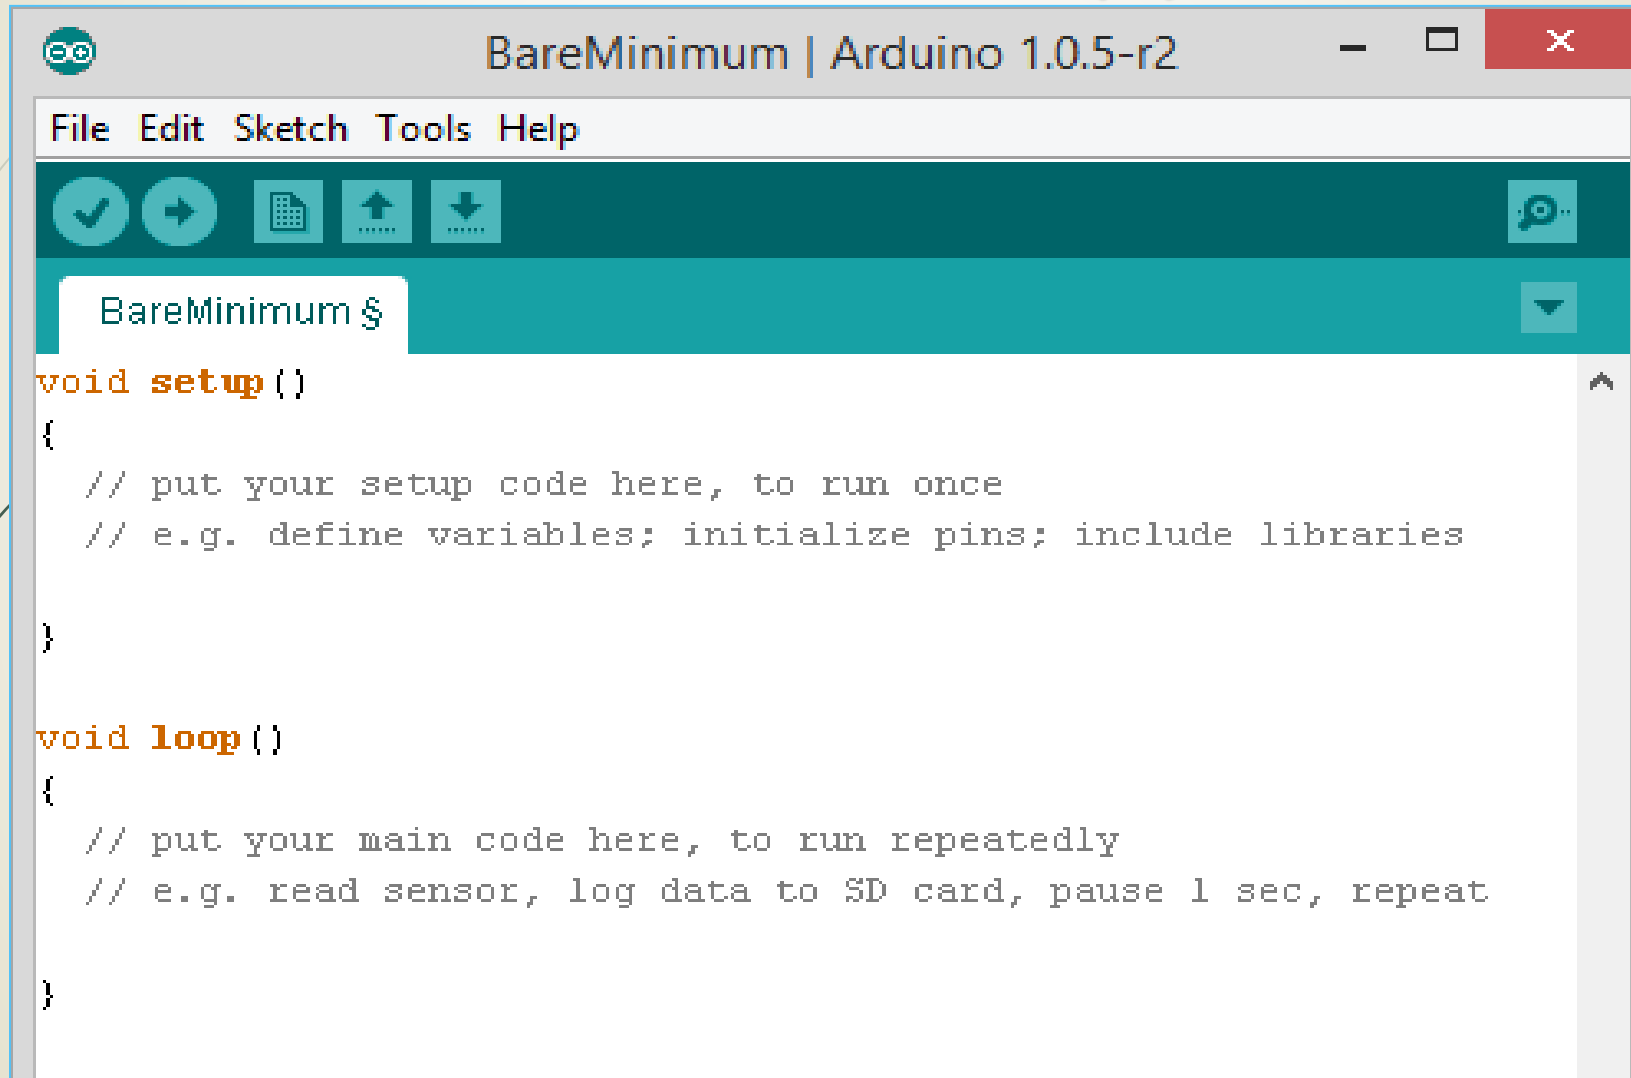 BareMinimum | Arduino 1.0.5-r2
File Edit Sketch Tools Help
BareMinimum §
void setup()
{
  // put your setup code here, to run once
  // e.g. define variables; initialize pins; include libraries
}
void loop()
{
  // put your main code here, to run repeatedly
  // e.g. read sensor, log data to SD card, pause 1 sec, repeat
}